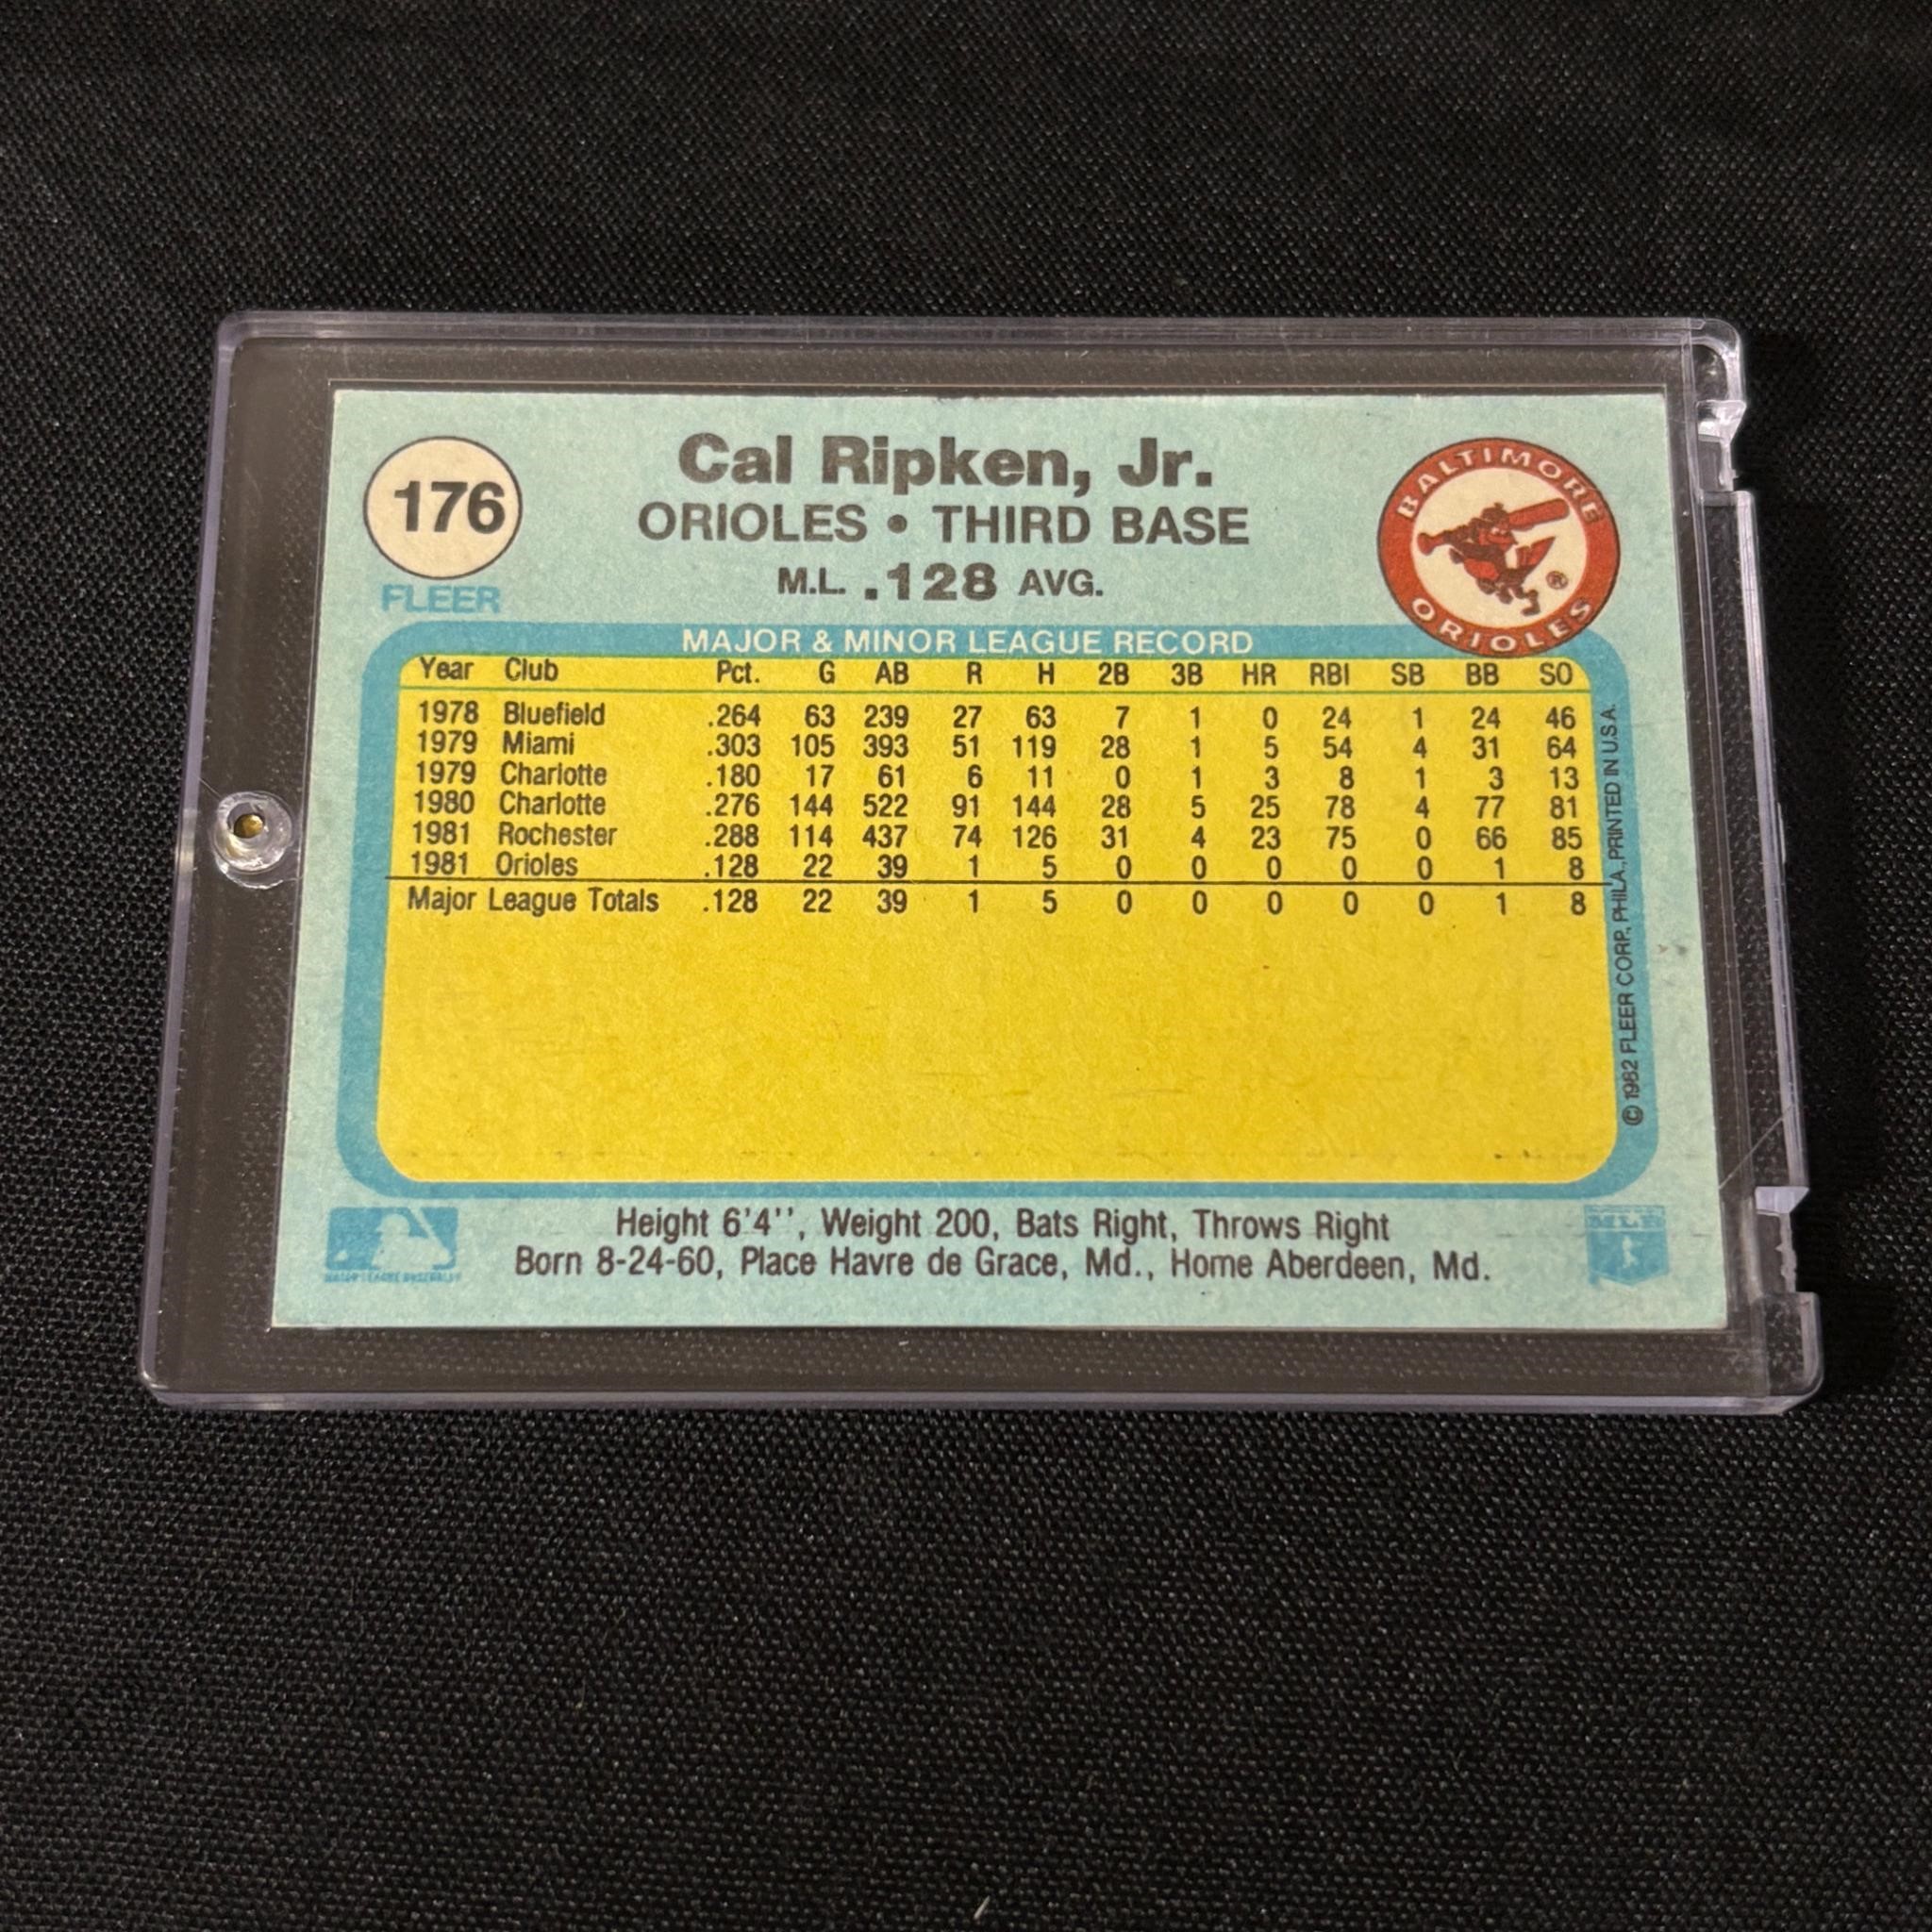 176
FLEER
Cal Ripken, Jr.
ORIOLES • THIRD BASE
M.L. .128 AVG.
BALTIMORE
ORIOLES
®
MAJOR & MINOR LEAGUE RECORD
Year Club Pct. G AB R H 2B 3B HR RBI SB BB SO
1978 Bluefield .264 63 239 27 63 7 1 0 24 1 24 46
1979 Miami .303 105 393 51 119 28 1 5 54 4 31 64
1979 Charlotte .180 17 61 6 11 0 1 3 8 1 3 13
1980 Charlotte .276 144 522 91 144 28 5 25 78 4 77 81
1981 Rochester .288 114 437 74 126 31 4 23 75 0 66 85
1981 Orioles .128 22 39 1 5 0 0 0 0 0 1 8
Major League Totals .128 22 39 1 5 0 0 0 0 0 1 8
© 1982 FLEER CORP., PHILA., PRINTED IN U.S.A.
MAJOR LEAGUE BASEBALL
MLB
Height 6'4'', Weight 200, Bats Right, Throws Right
Born 8-24-60, Place Havre de Grace, Md., Home Aberdeen, Md.